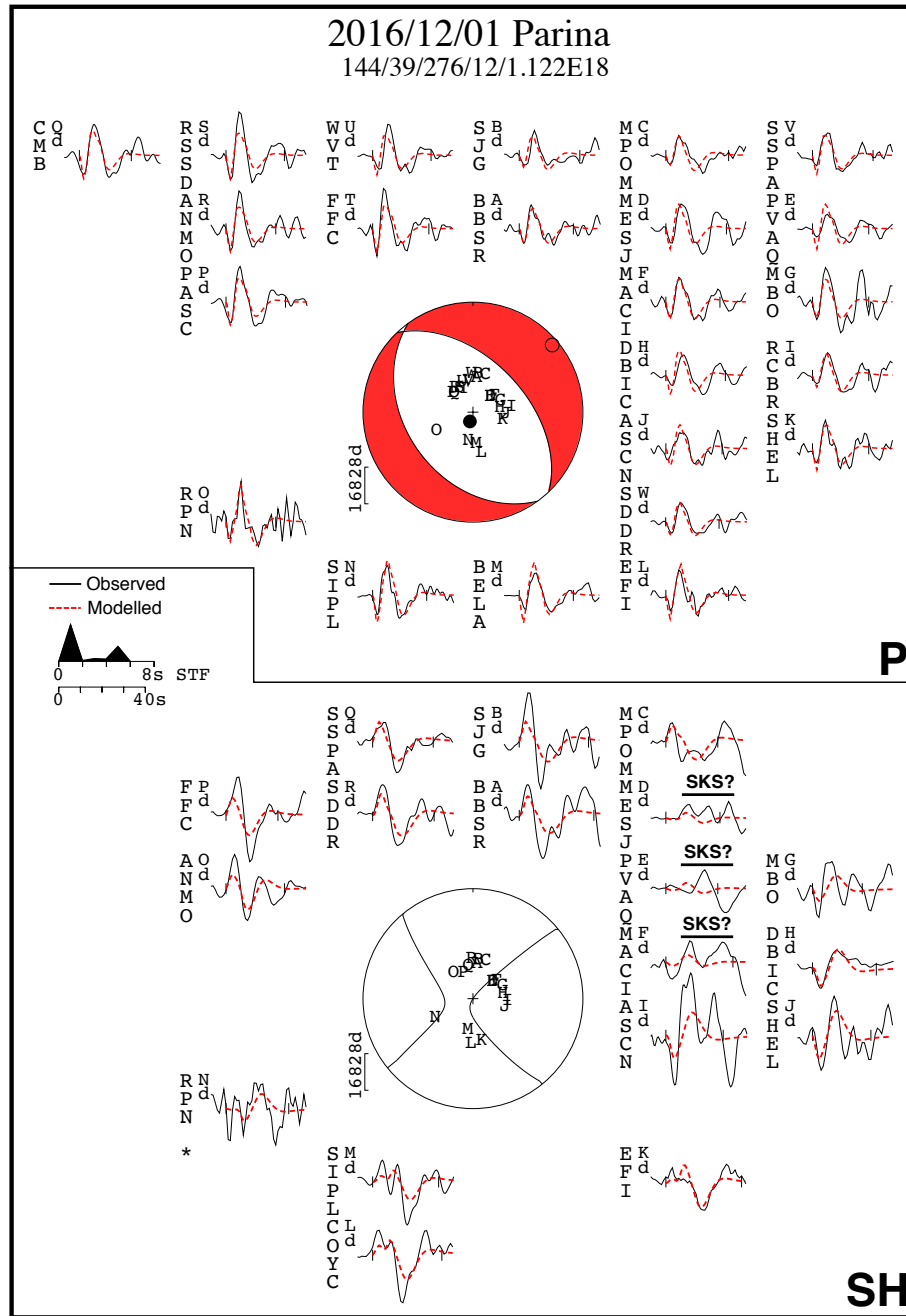 2016/12/01 Parina
144/39/276/12/1.122E18
CMB Q d
RSSD S d
WVT U d
SJG B d
MPOM C d
SSPA V d
ANMO R d
FFC T d
BBSR A d
MESJ D d
PVAQ E d
PASC P d
MACI F d
MBO G d
DBIC H d
RCBR I d
ASCN J d
SHEL K d
RPN O d
SDDR W d
SIPL N d
BELA M d
EFI L d
16828d
P
Observed
Modelled
0 8s STF
0 40s
SSPA Q d
SJG B d
MPOM C d
FFC P d
SDDR R d
BBSR A d
MESJ D d
SKS?
ANMO O d
PVAQ E d
SKS?
MBO G d
MACI F d
SKS?
DBIC H d
ASCN I d
SHEL J d
16828d
RPN N d
*
SIPL M d
EFI K d
COYC L d
SH